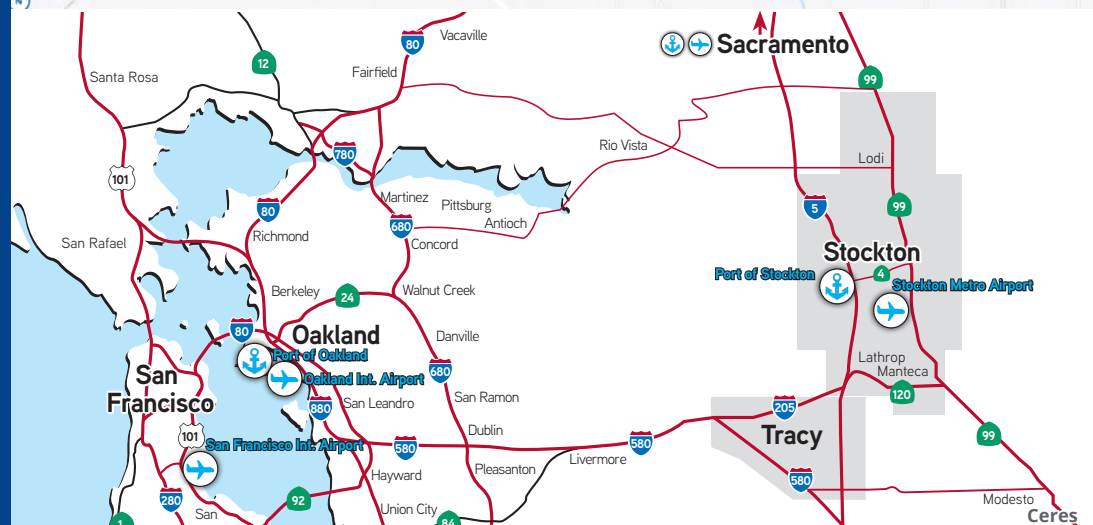 N
80
Vacaville
Sacramento
12
Fairfield
Santa Rosa
99
Rio Vista
780
Lodi
101
Martinez
Pittsburg
80
5
99
Antioch
680
Richmond
Concord
San Rafael
Stockton
Port of Stockton
4
Stockton Metro Airport
Berkeley
24
Walnut Creek
80
Oakland
Danville
Port of Oakland
Lathrop
Manteca
680
San
Francisco
Oakland Int. Airport
120
San Ramon
880
San Leandro
205
Dublin
Tracy
101
San Francisco Int. Airport
580
580
99
Livermore
Pleasanton
Hayward
580
280
92
Modesto
Union City
San
Ceres
1
84